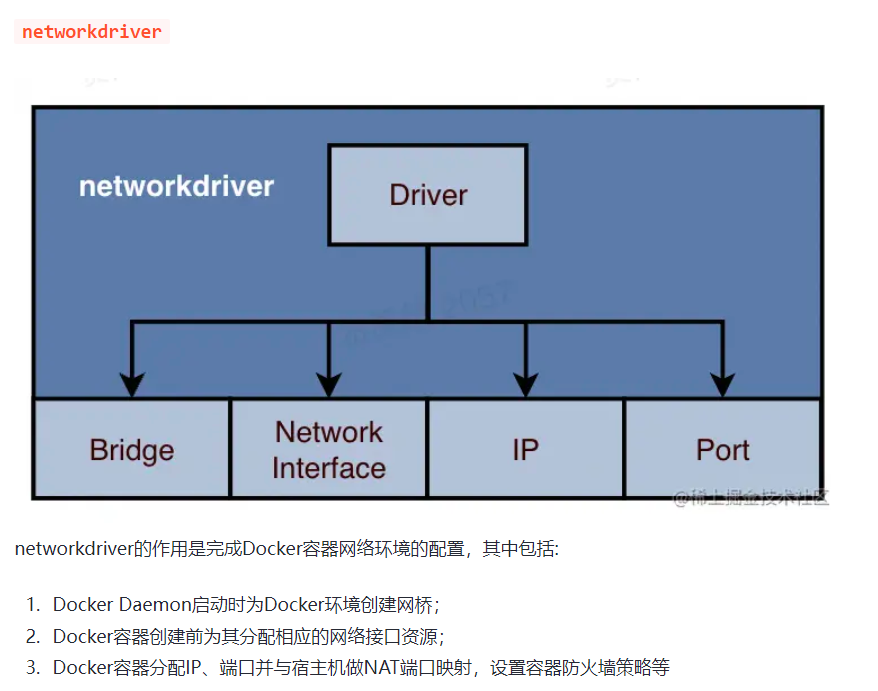 networkdriver
networkdriver
Driver
Bridge
Network
Interface
IP
Port
@稀土掘金技术社区
networkdriver的作用是完成Docker容器网络环境的配置，其中包括:
1. Docker Daemon启动时为Docker环境创建网桥；
2. Docker容器创建前为其分配相应的网络接口资源；
3. Docker容器分配IP、端口并与宿主机做NAT端口映射，设置容器防火墙策略等